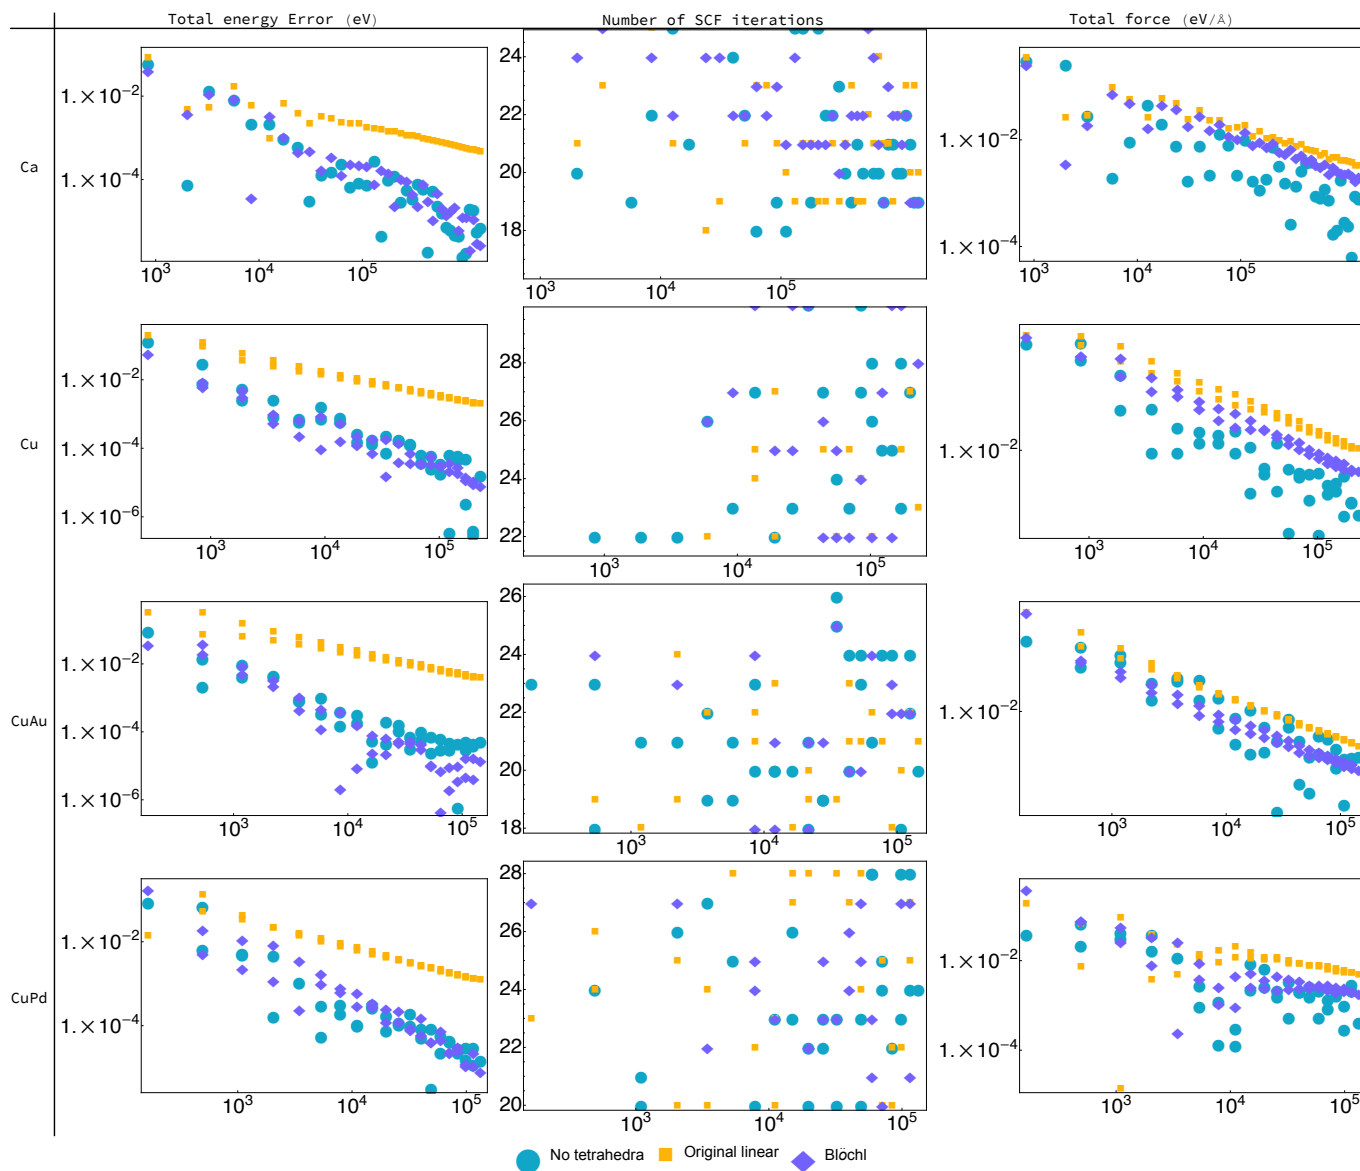 Total energy Error (eV) Number of SCF iterations Total force (eV/Å)
Ca
1.×10⁻²
1.×10⁻⁴
10³ 10⁴ 10⁵
24
22
20
18
10³ 10⁴ 10⁵
1.×10⁻²
1.×10⁻⁴
10³ 10⁴ 10⁵
Cu
1.×10⁻²
1.×10⁻⁴
1.×10⁻⁶
10³ 10⁴ 10⁵
28
26
24
22
10³ 10⁴ 10⁵
1.×10⁻²
10³ 10⁴ 10⁵
CuAu
1.×10⁻²
1.×10⁻⁴
1.×10⁻⁶
10³ 10⁴ 10⁵
26
24
22
20
18
10³ 10⁴ 10⁵
1.×10⁻²
10³ 10⁴ 10⁵
CuPd
1.×10⁻²
1.×10⁻⁴
10³ 10⁴ 10⁵
28
26
24
22
20
10³ 10⁴ 10⁵
1.×10⁻²
1.×10⁻⁴
10³ 10⁴ 10⁵
No tetrahedra Original linear Blöchl